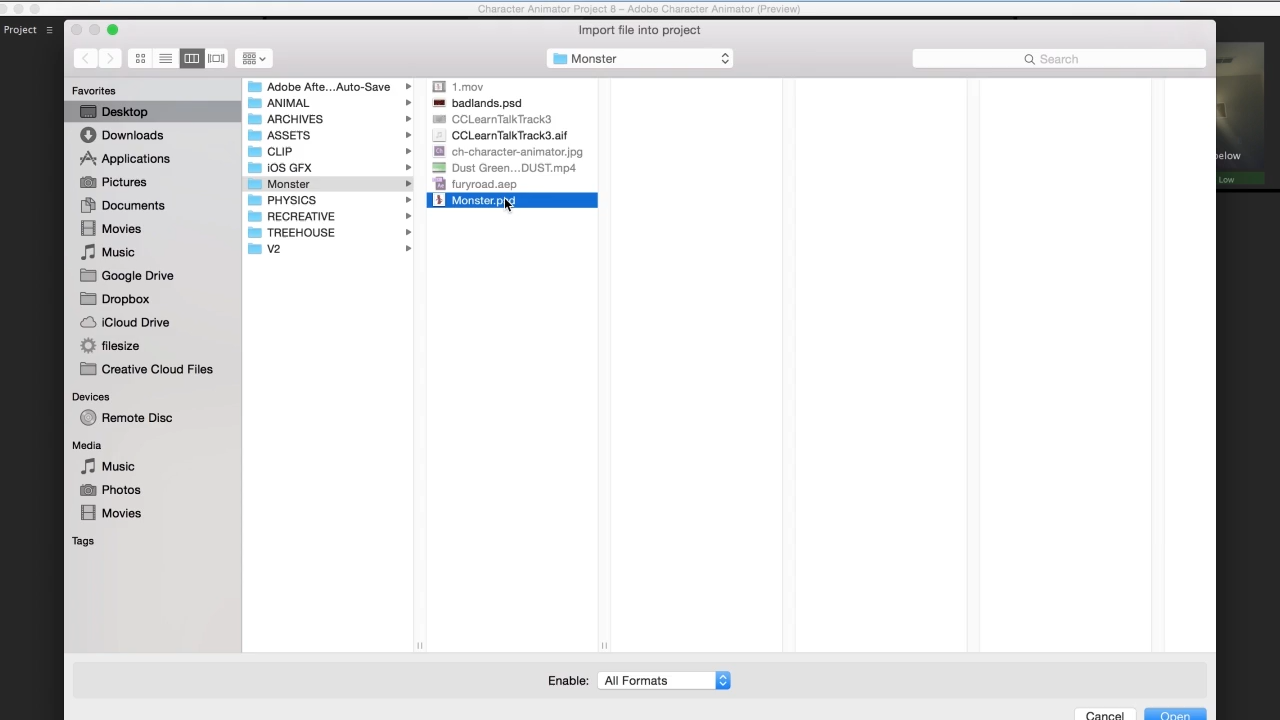 Character Animator Project 8 – Adobe Character Animator (Preview)
Project
Import file into project
Monster
Search
Favorites
Desktop
Downloads
Applications
Pictures
Documents
Movies
Music
Google Drive
Dropbox
iCloud Drive
filesize
Creative Cloud Files
Devices
Remote Disc
Media
Music
Photos
Movies
Tags
Adobe Afte...Auto-Save
ANIMAL
ARCHIVES
ASSETS
CLIP
iOS GFX
Monster
PHYSICS
RECREATIVE
TREEHOUSE
V2
1.mov
badlands.psd
CCLearnTalkTrack3
CCLearnTalkTrack3.aif
ch-character-animator.jpg
Dust Green...DUST.mp4
furyroad.aep
Monster.psd
elow
Low
Enable: All Formats
Cancel
Open